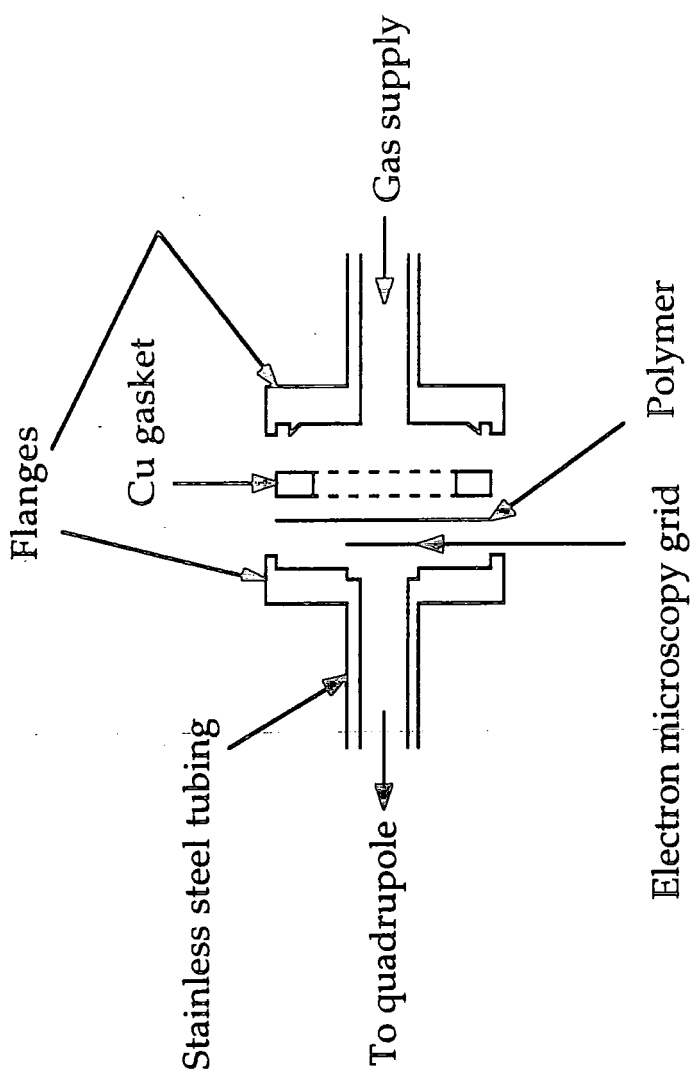 Flanges
Cu gasket
Stainless steel tubing
To quadrupole
Gas supply
Electron microscopy grid
Polymer